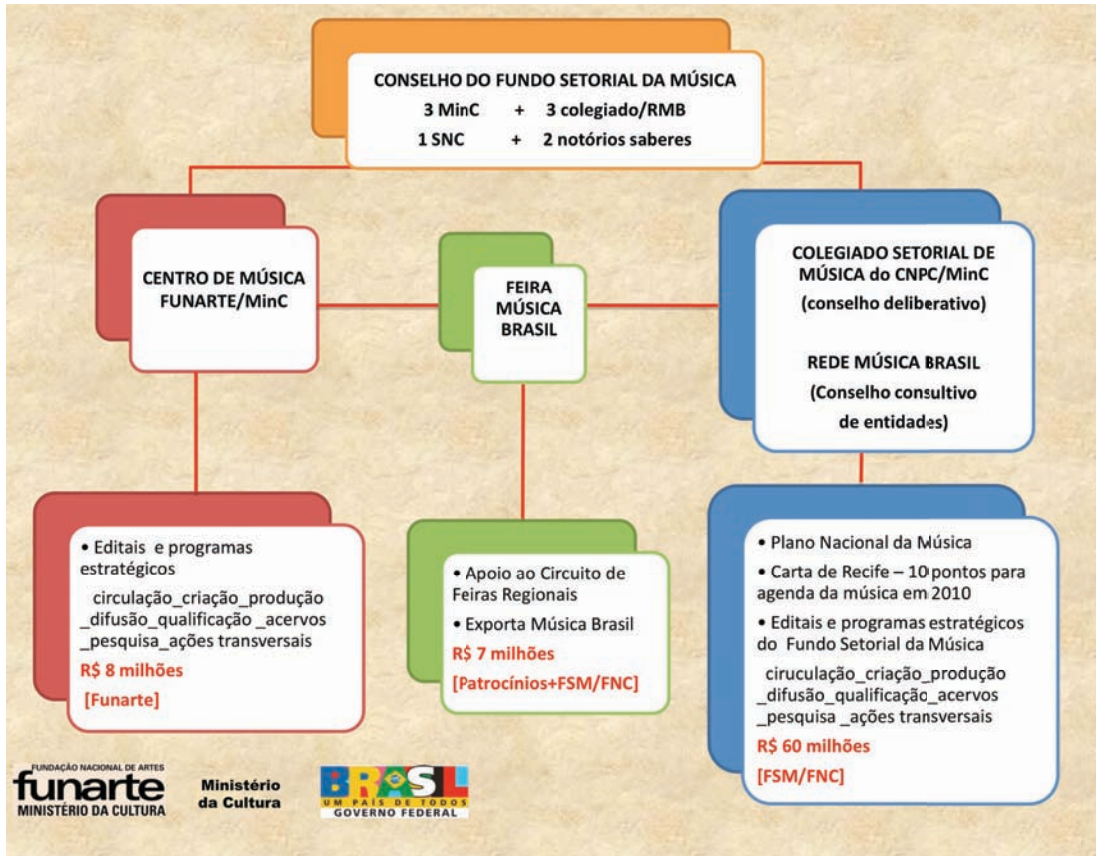 CONSELHO DO FUNDO SETORIAL DA MÚSICA
3 MinC + 3 colegiado/RMB
1 SNC + 2 notórios saberes
CENTRO DE MÚSICA
FUNARTE/MinC
FEIRA
MÚSICA
BRASIL
COLEGIADO SETORIAL DE
MÚSICA do CNPC/MinC
(conselho deliberativo)
REDE MÚSICA BRASIL
(Conselho consultivo
de entidades)
• Editais e programas
estratégicos
circulação_criação_produção
_difusão_qualificação _acervos
_pesquisa_ações transversais
R$ 8 milhões
[Funarte]
• Apoio ao Circuito de
Feiras Regionais
• Exporta Música Brasil
R$ 7 milhões
[Patrocínios+FSM/FNC]
• Plano Nacional da Música
• Carta de Recife – 10 pontos para
agenda da música em 2010
• Editais e programas estratégicos
do Fundo Setorial da Música
ciruculação_criação_produção
_difusão_qualificação_acervos
_pesquisa _ações transversais
R$ 60 milhões
[FSM/FNC]
FUNDAÇÃO NACIONAL DE ARTES
funarte
MINISTÉRIO DA CULTURA
Ministério
da Cultura
BRASIL
UM PAÍS DE TODOS
GOVERNO FEDERAL